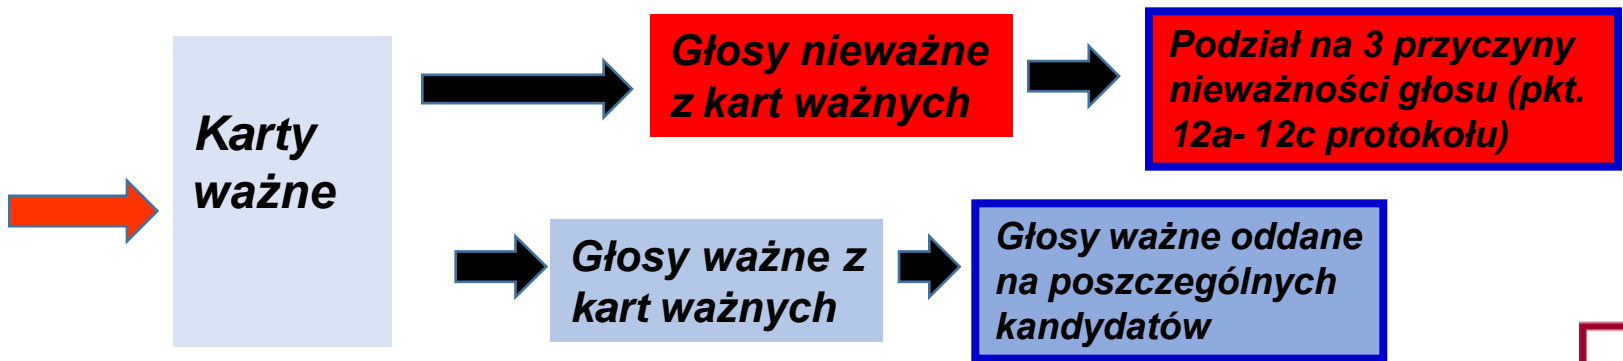 Karty
ważne
Głosy nieważne
z kart ważnych
Podział na 3 przyczyny
nieważności głosu (pkt.
12a- 12c protokołu)
Głosy ważne z
kart ważnych
Głosy ważne oddane
na poszczególnych
kandydatów